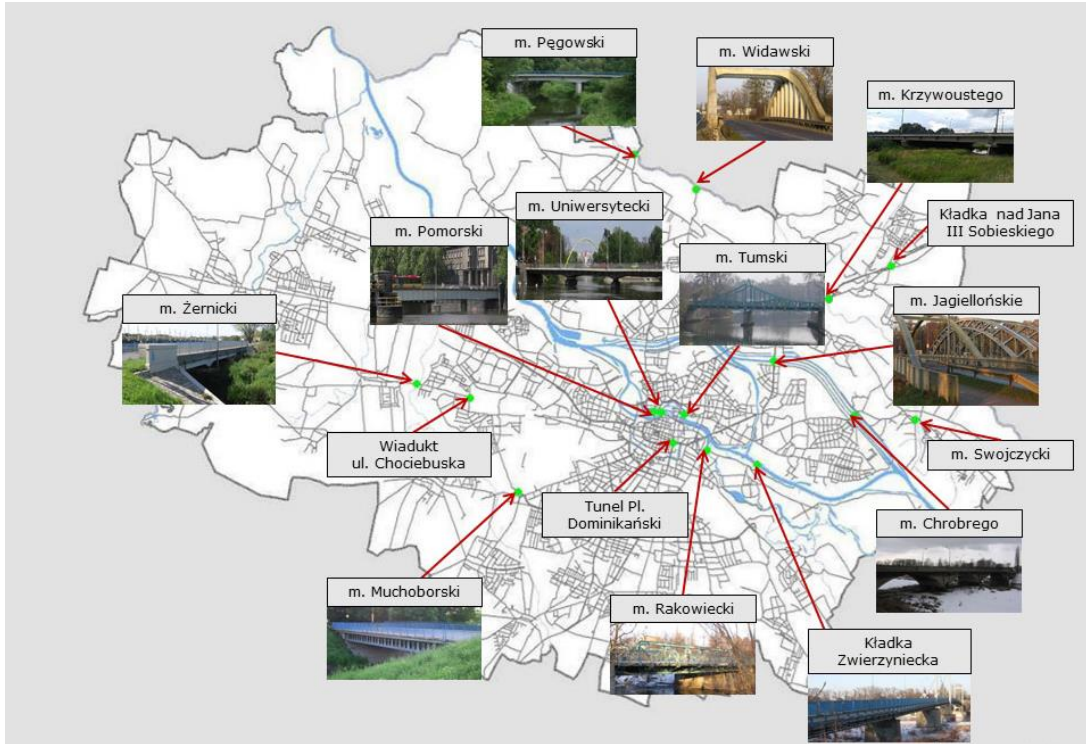 m. Pęgowski
m. Widawski
m. Krzywoustego
m. Uniwersytecki
Kładka nad Jana
III Sobieskiego
m. Pomorski
m. Tumski
m. Żernicki
m. Jagiellońskie
Wiadukt
ul. Chociebuska
m. Swojczycki
Tunel Pl.
Dominikański
m. Chrobrego
m. Muchoborski
m. Rakowiecki
Kładka
Zwierzyniecka